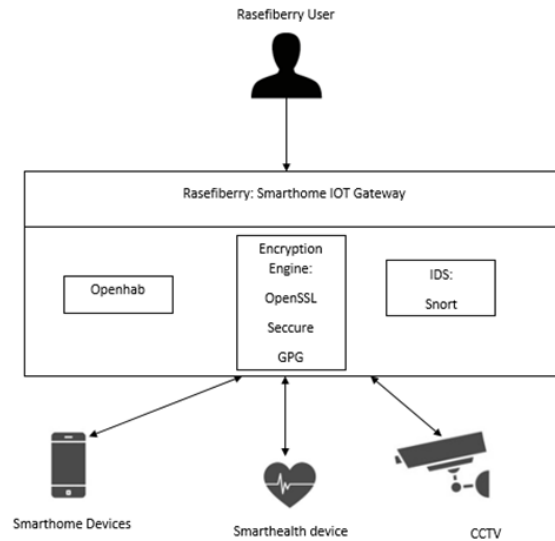 Rasefiberry User
Rasefiberry: Smarthome IOT Gateway
Openhab
Encryption
Engine:
OpenSSL
Seccure
GPG
IDS:
Snort
Smarthome Devices
Smarthealth device
CCTV